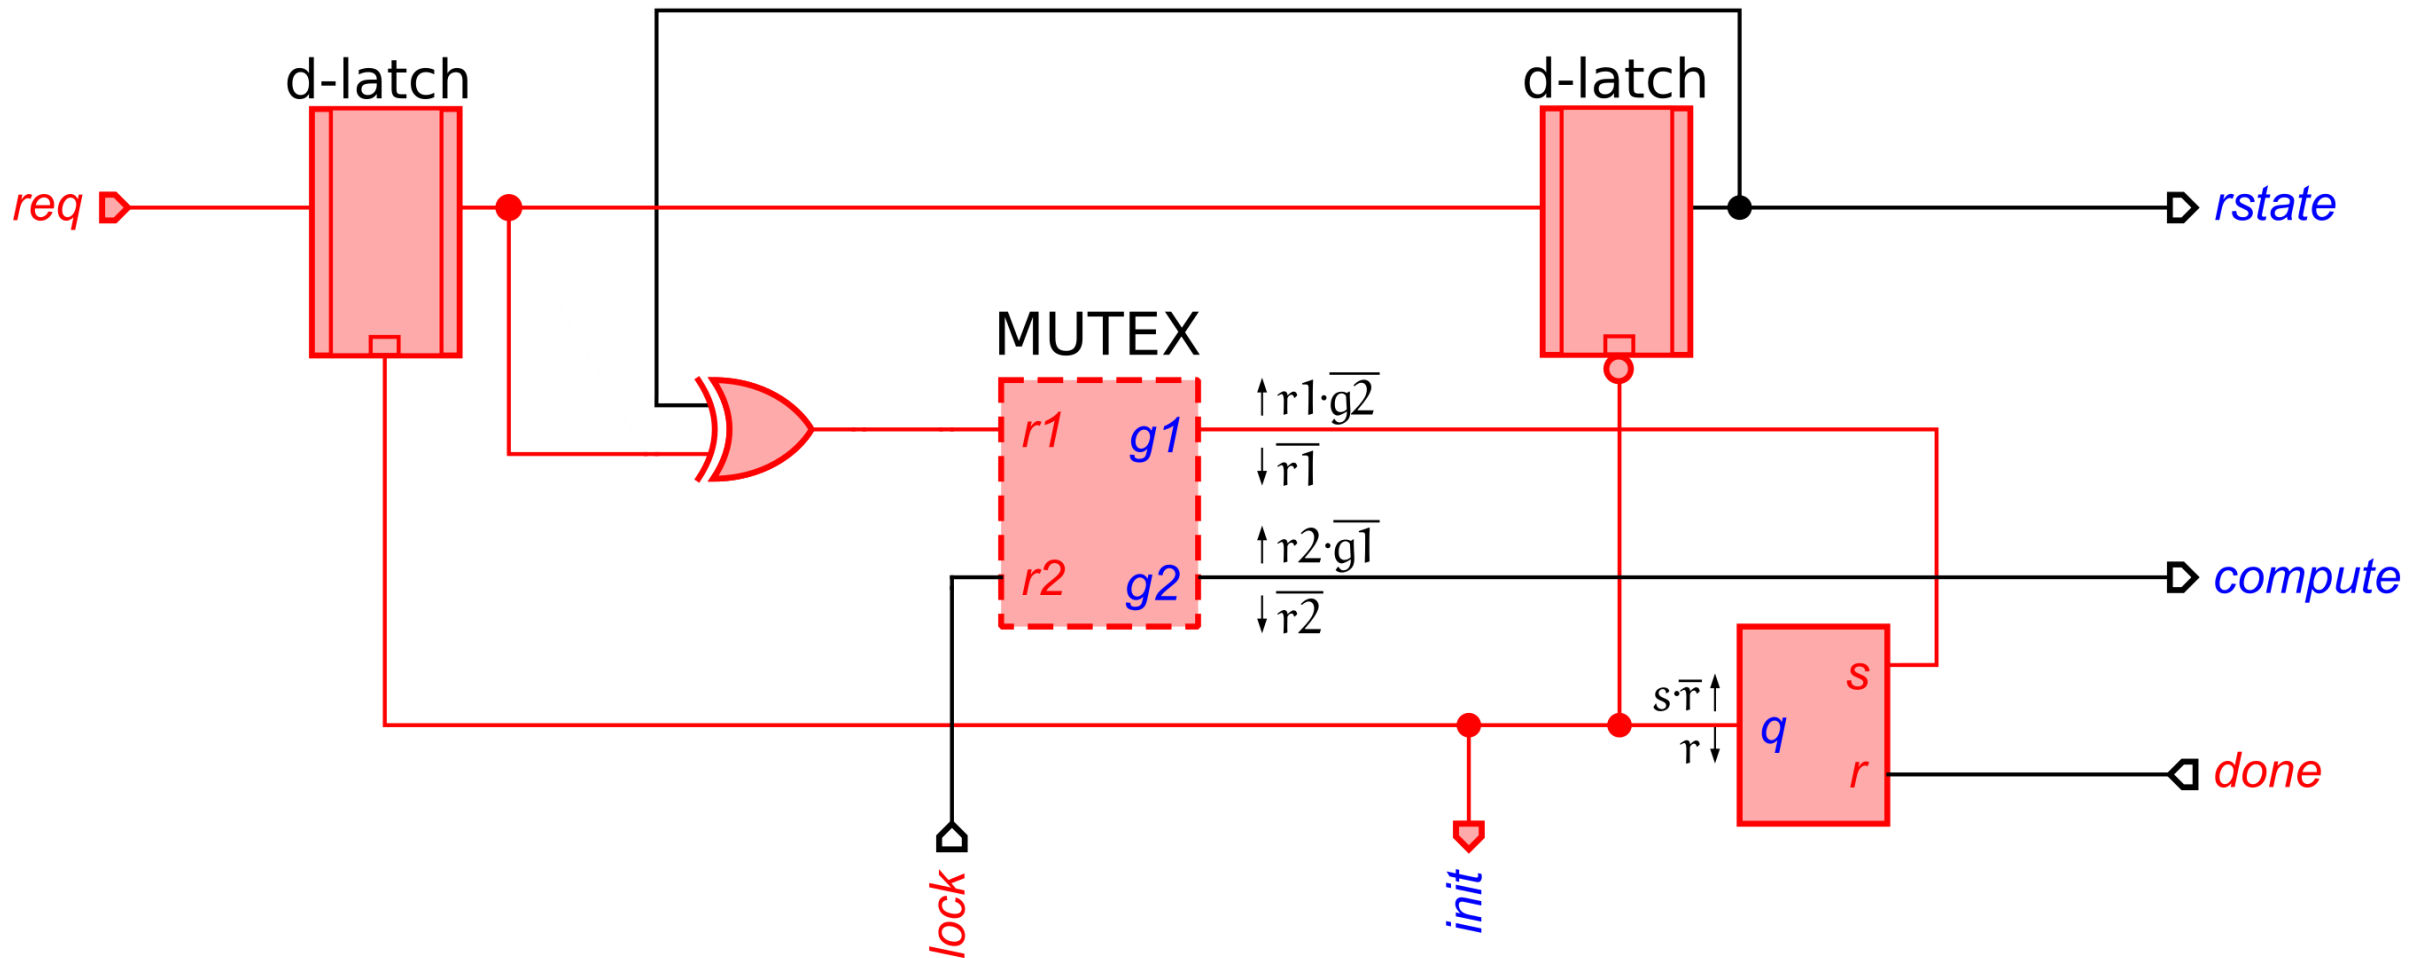 d-latch
d-latch
req
rstate
MUTEX
r1
g1
↑ r1·g2̅
↓ r1̅
r2
g2
↑ r2·g1̅
↓ r2̅
compute
s·r̅ ↑
r ↓
q
s
r
done
lock
init